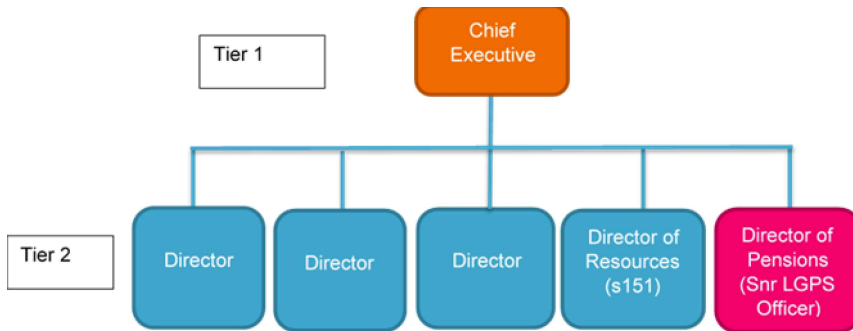 Chief
Executive
Tier 1
Tier 2
Director
Director
Director
Director of
Resources
(s151)
Director of
Pensions
(Snr LGPS
Officer)